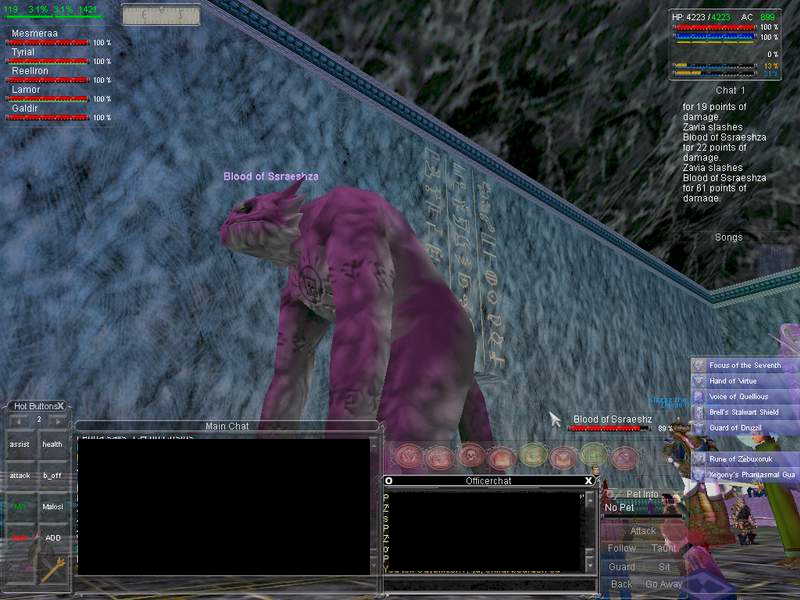 119 3.1% 3.1% 1421
Mesmeraa
100 %
Tyrial
100 %
Reellron
100 %
Lamor
100 %
Galdir
100 %
E
HP: 4223 / 4223 AC 899
100 %
100 %
0 %
13 %
Chat 1
for 19 points of
damage.
Zavia slashes
Blood of Ssraeshza
for 22 points of
damage.
Zavia slashes
Blood of Ssraeshza
for 61 points of
damage.
Songs
Blood of Ssraeshza
Focus of the Seventh
Hand of Virtue
Voice of Quellious
Brell's Stalwart Shield
Guard of Druzzil
Rune of Zebuxoruk
Xegony's Phantasmal Gua
Blood of Ssraeshz
89 %
Hot Buttons X
2
assist health
attack b_off
Malosi
ADD
Main Chat
O Officerchat X
Pet Info
No Pet
Attack
Follow Taunt
Guard Sit
Back Go Away